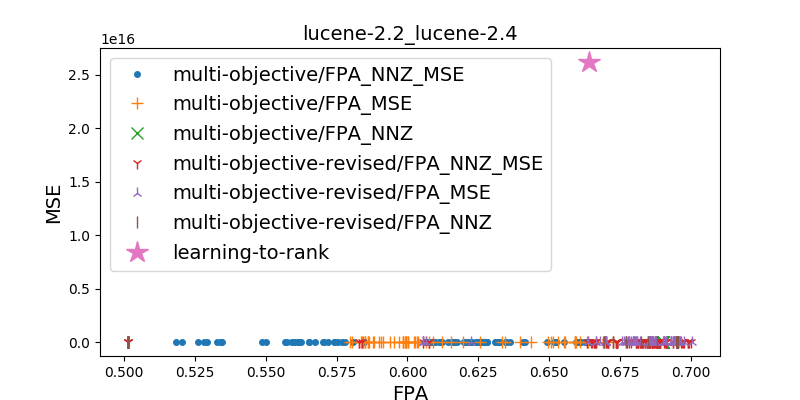 lucene-2.2_lucene-2.4
1e16
2.5
2.0
1.5
1.0
0.5
0.0
MSE
multi-objective/FPA_NNZ_MSE
multi-objective/FPA_MSE
multi-objective/FPA_NNZ
multi-objective-revised/FPA_NNZ_MSE
multi-objective-revised/FPA_MSE
multi-objective-revised/FPA_NNZ
learning-to-rank
0.500 0.525 0.550 0.575 0.600 0.625 0.650 0.675 0.700
FPA